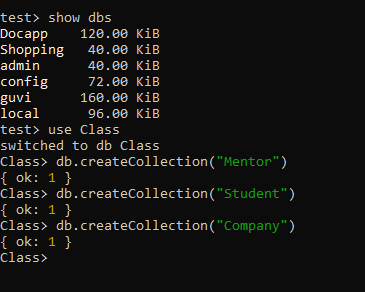 test> show dbs
Docapp    120.00 KiB
Shopping   40.00 KiB
admin      40.00 KiB
config     72.00 KiB
guvi      160.00 KiB
local      96.00 KiB
test> use Class
switched to db Class
Class> db.createCollection("Mentor")
{ ok: 1 }
Class> db.createCollection("Student")
{ ok: 1 }
Class> db.createCollection("Company")
{ ok: 1 }
Class>